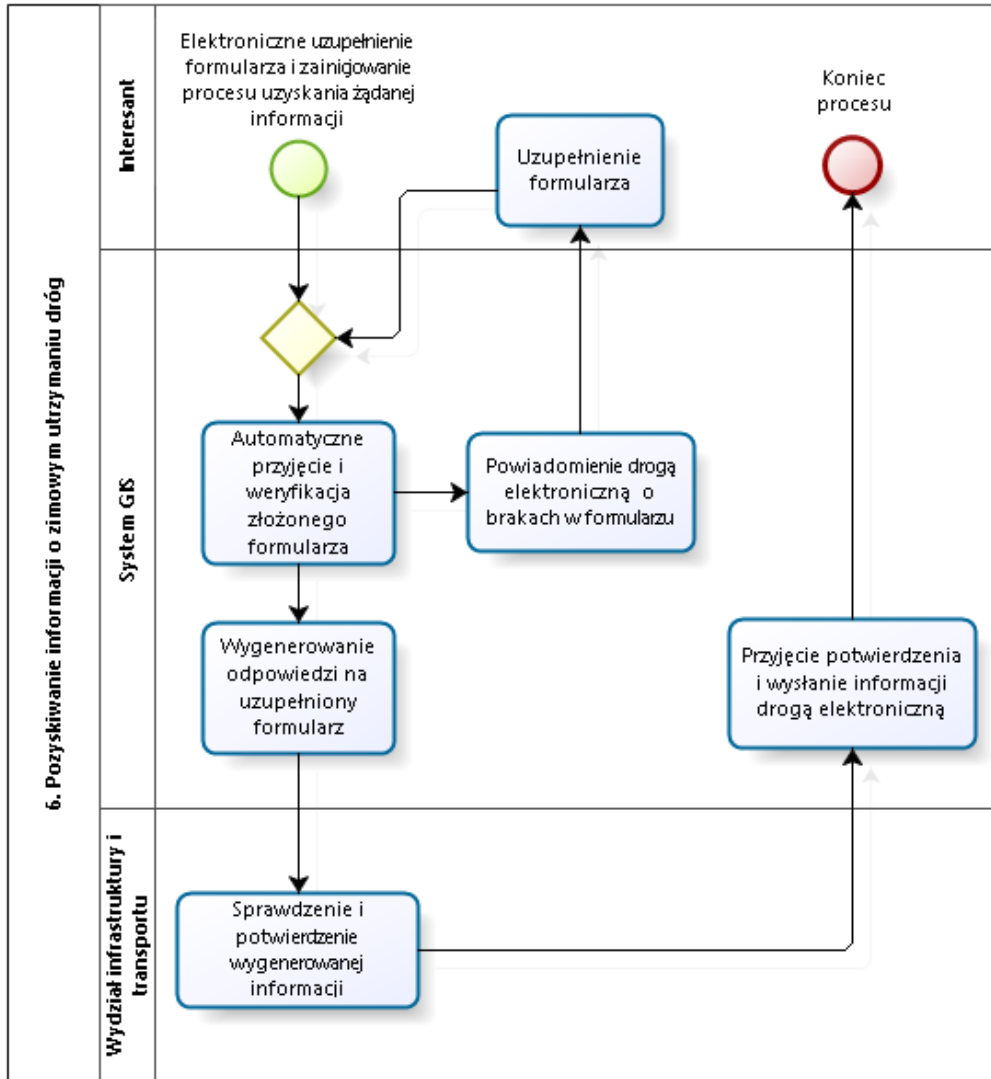 6. Pozyskiwanie informacji o zimowym utrzymaniu dróg
Interesant
Elektroniczne uzupełnienie
formularza i zainicjowanie
procesu uzyskania żądanej
informacji
Uzupełnienie
formularza
Koniec
procesu
System GIS
Automatyczne
przyjęcie i
weryfikacja
złożonego
formularza
Powiadomienie drogą
elektroniczną o
brakach w formularzu
Wygenerowanie
odpowiedzi na
uzupełniony
formularz
Przyjęcie potwierdzenia
i wysłanie informacji
drogą elektroniczną
Wydział infrastruktury i
transportu
Sprawdzenie i
potwierdzenie
wygenerowanej
informacji